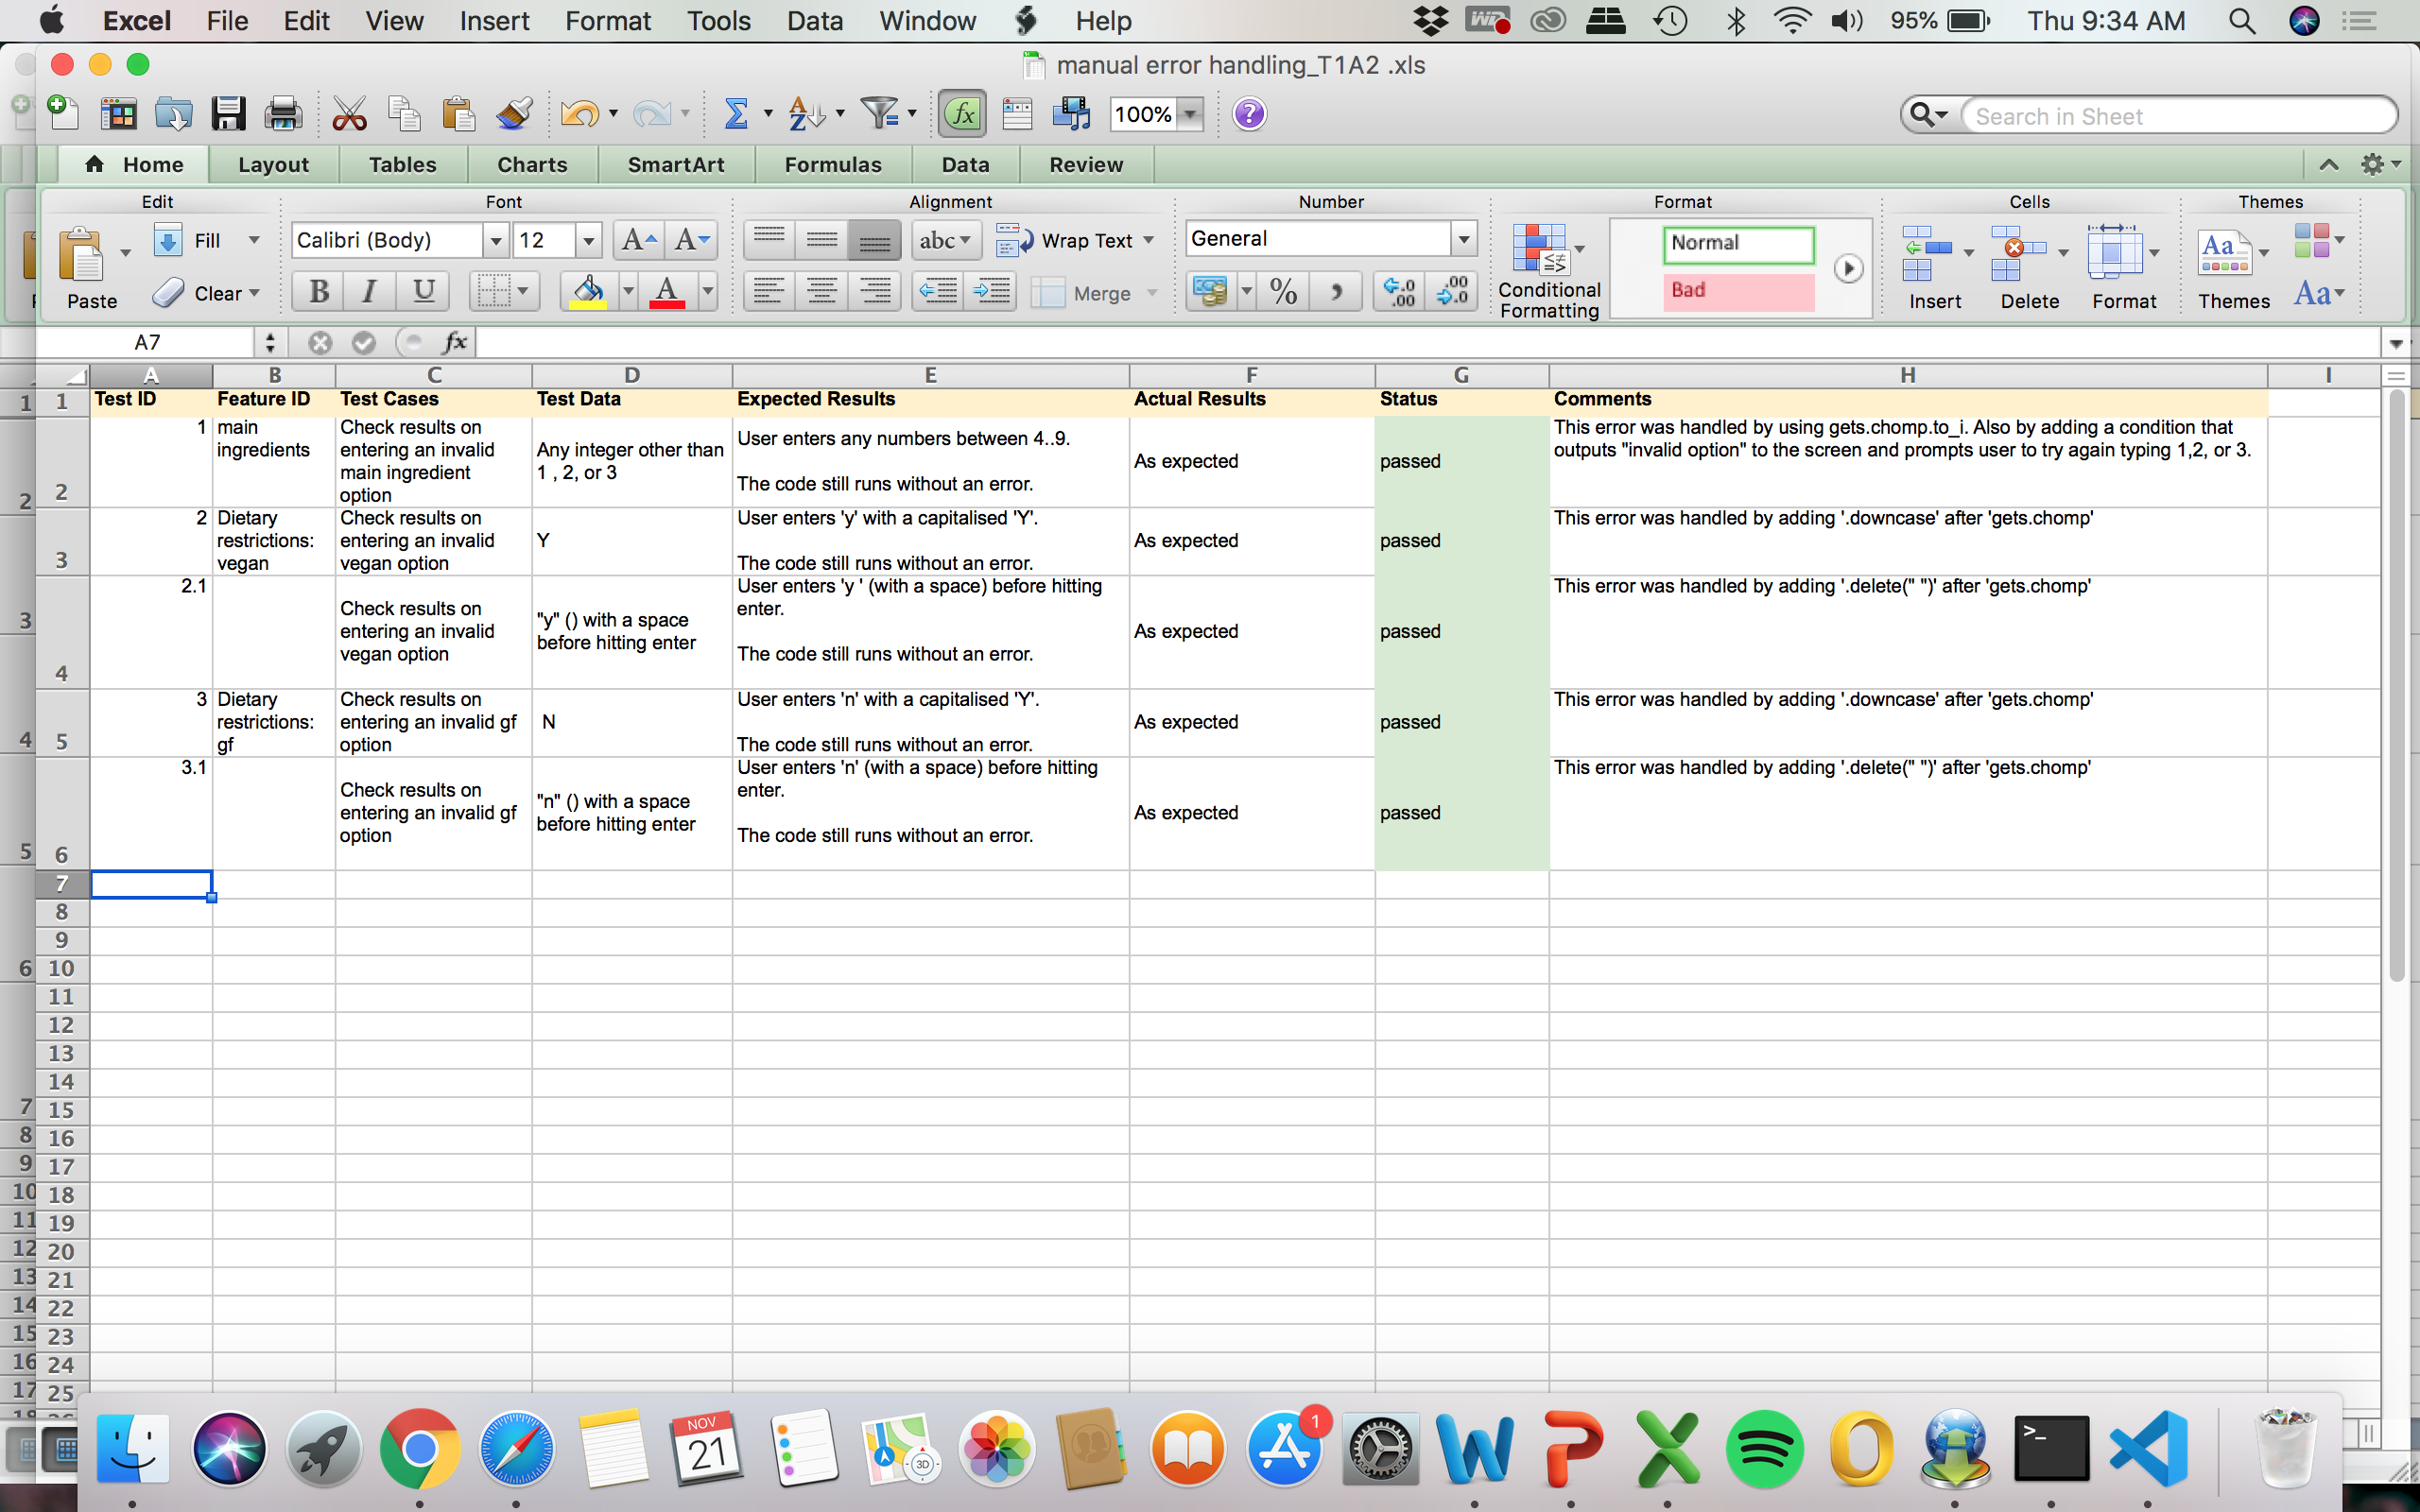 Excel File Edit View Insert Format Tools Data Window Help 95% Thu 9:34 AM
manual error handling_T1A2 .xls
100% Search in Sheet
Home Layout Tables Charts SmartArt Formulas Data Review
Edit Font Alignment Number Format Cells Themes
Fill Calibri (Body) 12 abc Wrap Text General Normal
Paste Clear B I U Merge % Conditional Formatting Bad Insert Delete Format Themes Aa
A7 fx
A B C D E F G H I
1 Test ID Feature ID Test Cases Test Data Expected Results Actual Results Status Comments
2
1
main
ingredients
Check results on
entering an invalid
main ingredient
option
Any integer other than
1 , 2, or 3
User enters any numbers between 4..9.
The code still runs without an error.
As expected
passed
This error was handled by using gets.chomp.to_i. Also by adding a condition that
outputs "invalid option" to the screen and prompts user to try again typing 1,2, or 3.
3
2
Dietary
restrictions:
vegan
Check results on
entering an invalid
vegan option
Y
User enters 'y' with a capitalised 'Y'.
The code still runs without an error.
As expected
passed
This error was handled by adding '.downcase' after 'gets.chomp'
4
2.1
Check results on
entering an invalid
vegan option
"y" () with a space
before hitting enter
User enters 'y ' (with a space) before hitting
enter.
The code still runs without an error.
As expected
passed
This error was handled by adding '.delete(" ")' after 'gets.chomp'
5
3
Dietary
restrictions:
gf
Check results on
entering an invalid gf
option
N
User enters 'n' with a capitalised 'Y'.
The code still runs without an error.
As expected
passed
This error was handled by adding '.downcase' after 'gets.chomp'
6
3.1
Check results on
entering an invalid gf
option
"n" () with a space
before hitting enter
User enters 'n' (with a space) before hitting
enter.
The code still runs without an error.
As expected
passed
This error was handled by adding '.delete(" ")' after 'gets.chomp'
7
8
9
10
11
12
13
14
15
16
17
18
19
20
21
22
23
24
25
NOV
21
3D
1